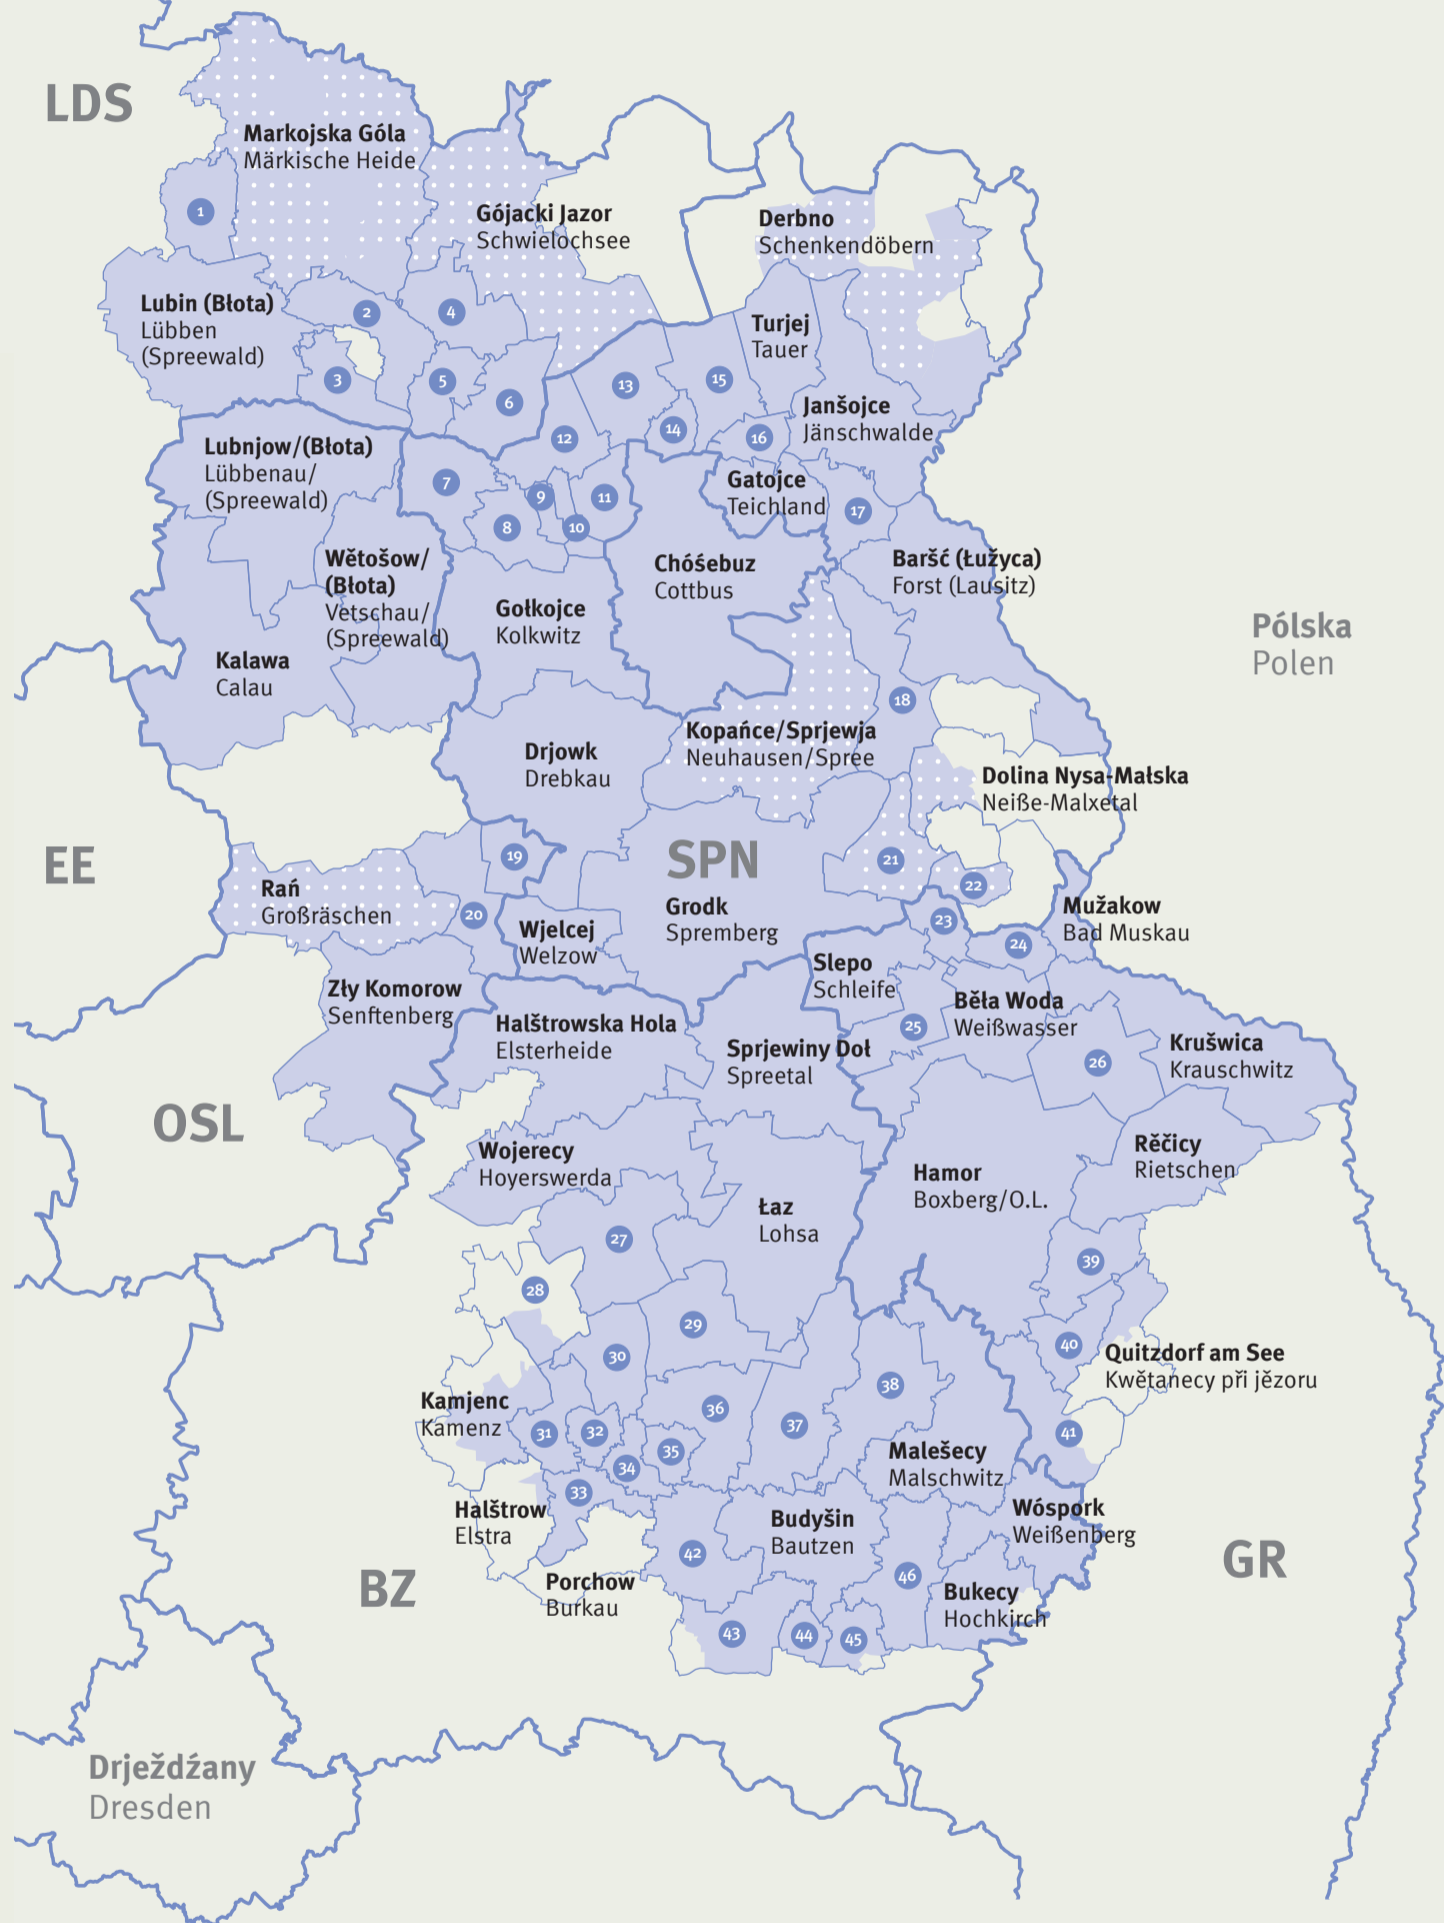 LDS
Markojska Góla
Märkische Heide
1
Gójacki Jazor
Schwielochsee
Derbno
Schenkendöbern
Lubin (Błota)
Lübben
(Spreewald)
2
4
Turjej
Tauer
3
5
6
13
15
14
16
12
Janšojce
Jänschwalde
Lubnjow/(Błota)
Lübbenau/
(Spreewald)
7
8
9
10
11
Gatojce
Teichland
17
Wětošow/
(Błota)
Vetschau/
(Spreewald)
Gołkojce
Kolkwitz
Chóśebuz
Cottbus
Baršć (Łužyca)
Forst (Lausitz)
Pólska
Polen
Kalawa
Calau
18
Drjowk
Drebkau
Kopańce/Sprjewja
Neuhausen/Spree
Dolina Nysa-Małska
Neiße-Malxetal
EE
19
SPN
21
22
Rań
Großräschen
20
Wjelcej
Welzow
Grodk
Spremberg
23
24
Mužakow
Bad Muskau
Zły Komorow
Senftenberg
Slepo
Schleife
Běła Woda
Weißwasser
25
Halštrowska Hola
Elsterheide
Sprjewiny Doł
Spreetal
26
Krušwica
Krauschwitz
OSL
Wojerecy
Hoyerswerda
Łaz
Lohsa
Hamor
Boxberg/O.L.
Rěčicy
Rietschen
27
28
39
29
30
40
Quitzdorf am See
Kwětanecy při jězoru
Kamjenc
Kamenz
31
32
33
34
35
36
37
38
41
Malešecy
Malschwitz
Halštrow
Elstra
Budyšin
Bautzen
Wóspork
Weißenberg
42
46
BZ
Porchow
Burkau
Bukecy
Hochkirch
GR
43
44
45
Drježdźany
Dresden